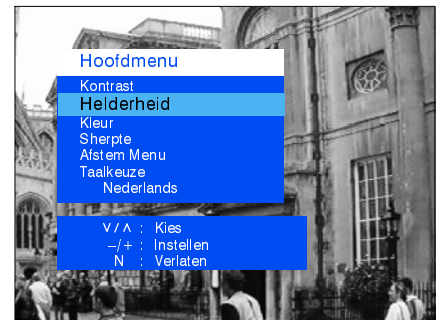 Hoofdmenu
Kontrast
Helderheid
Kleur
Sherpte
Afstem Menu
Taalkeuze
Nederlands
∨/∧ : Kies
–/+ : Instellen
N : Verlaten